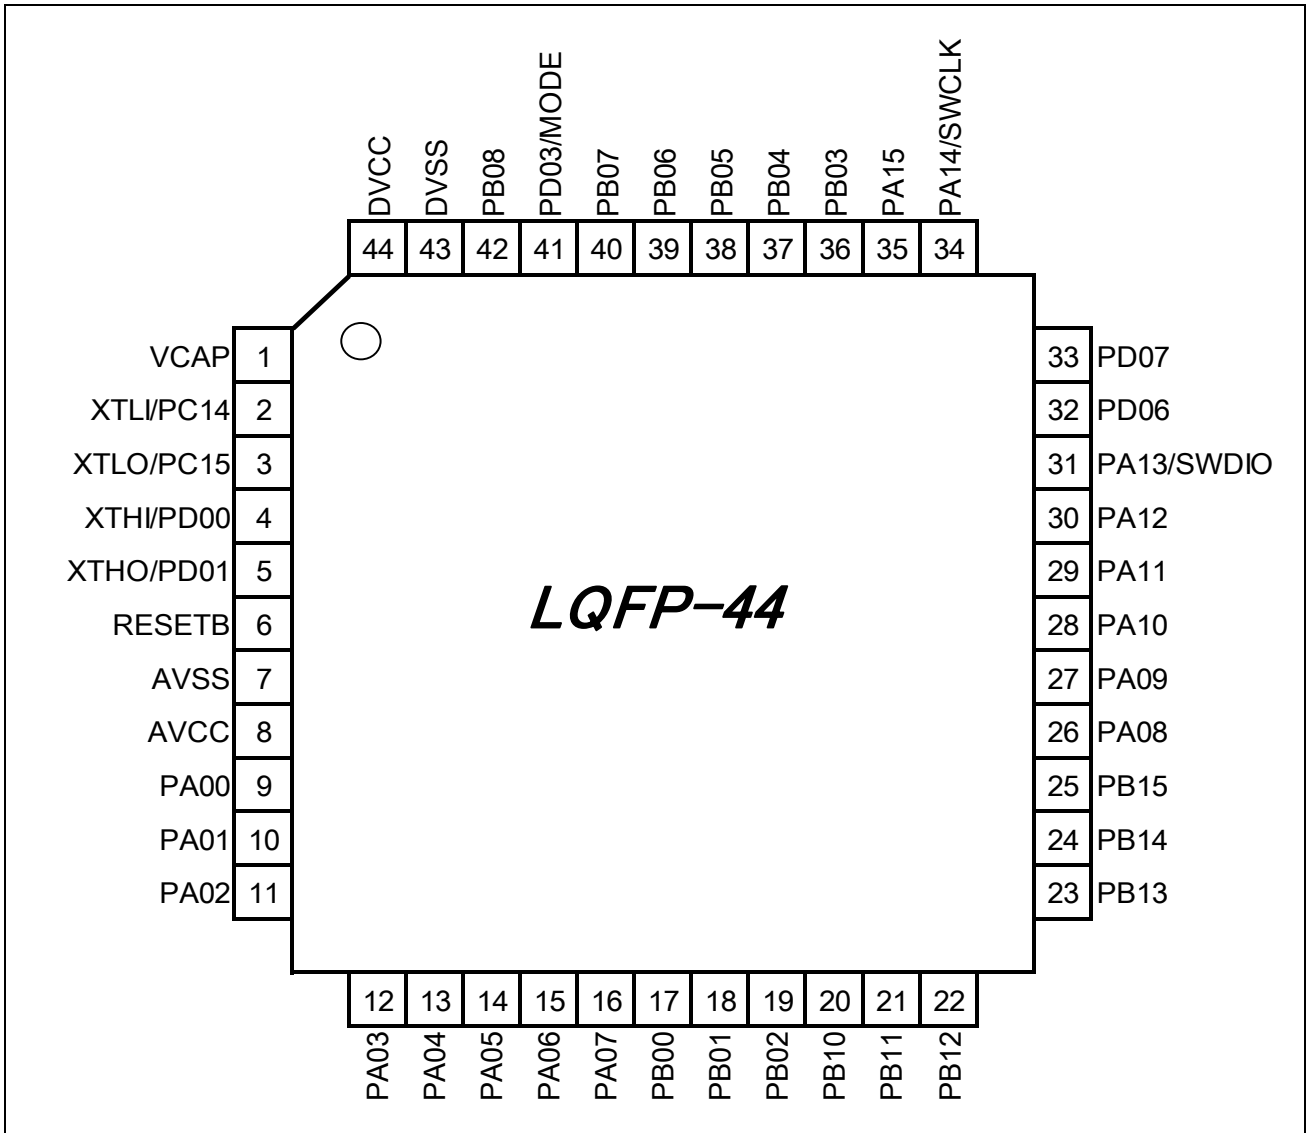 DVCC
DVSS
PB08
PD03/MODE
PB07
PB06
PB05
PB04
PB03
PA15
PA14/SWCLK
44 43 42 41 40 39 38 37 36 35 34
VCAP 1
XTLI/PC14 2
XTLO/PC15 3
XTHI/PD00 4
XTHO/PD01 5
RESETB 6
AVSS 7
AVCC 8
PA00 9
PA01 10
PA02 11
LQFP-44
33 PD07
32 PD06
31 PA13/SWDIO
30 PA12
29 PA11
28 PA10
27 PA09
26 PA08
25 PB15
24 PB14
23 PB13
12 13 14 15 16 17 18 19 20 21 22
PA03
PA04
PA05
PA06
PA07
PB00
PB01
PB02
PB10
PB11
PB12